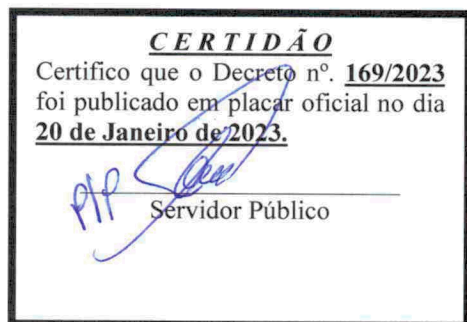 CERTIDÃO
Certifico que o Decreto nº. 169/2023
foi publicado em placar oficial no dia
20 de Janeiro de 2023.
P/P
Servidor Público